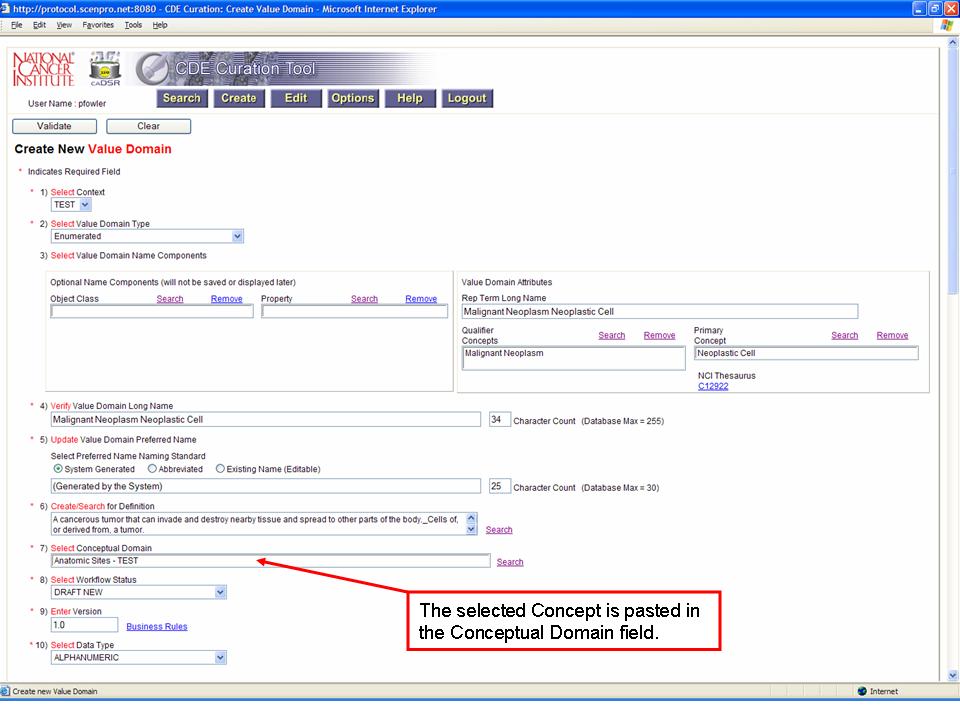 http://protocol.scenpro.net:8080 - CDE Curation: Create Value Domain - Microsoft Internet Explorer
File Edit View Favorites Tools Help
NATIONAL CANCER INSTITUTE
caDSR
CDE Curation Tool
User Name : pfowler
Search Create Edit Options Help Logout
Validate Clear
Create New Value Domain
* Indicates Required Field
* 1) Select Context
TEST
* 2) Select Value Domain Type
Enumerated
3) Select Value Domain Name Components
Optional Name Components (will not be saved or displayed later)
Object Class Search Remove Property Search Remove
Value Domain Attributes
Rep Term Long Name
Malignant Neoplasm Neoplastic Cell
Qualifier Concepts Search Remove
Malignant Neoplasm
Primary Concept Search Remove
Neoplastic Cell
NCI Thesaurus
C12922
* 4) Verify Value Domain Long Name
Malignant Neoplasm Neoplastic Cell 34 Character Count (Database Max = 255)
* 5) Update Value Domain Preferred Name
Select Preferred Name Naming Standard
System Generated Abbreviated Existing Name (Editable)
(Generated by the System) 25 Character Count (Database Max = 30)
* 6) Create/Search for Definition
A cancerous tumor that can invade and destroy nearby tissue and spread to other parts of the body._Cells of,
or derived from, a tumor.
Search
* 7) Select Conceptual Domain
Anatomic Sites - TEST Search
* 8) Select Workflow Status
DRAFT NEW
* 9) Enter Version
1.0 Business Rules
* 10) Select Data Type
ALPHANUMERIC
The selected Concept is pasted in
the Conceptual Domain field.
Create new Value Domain Internet